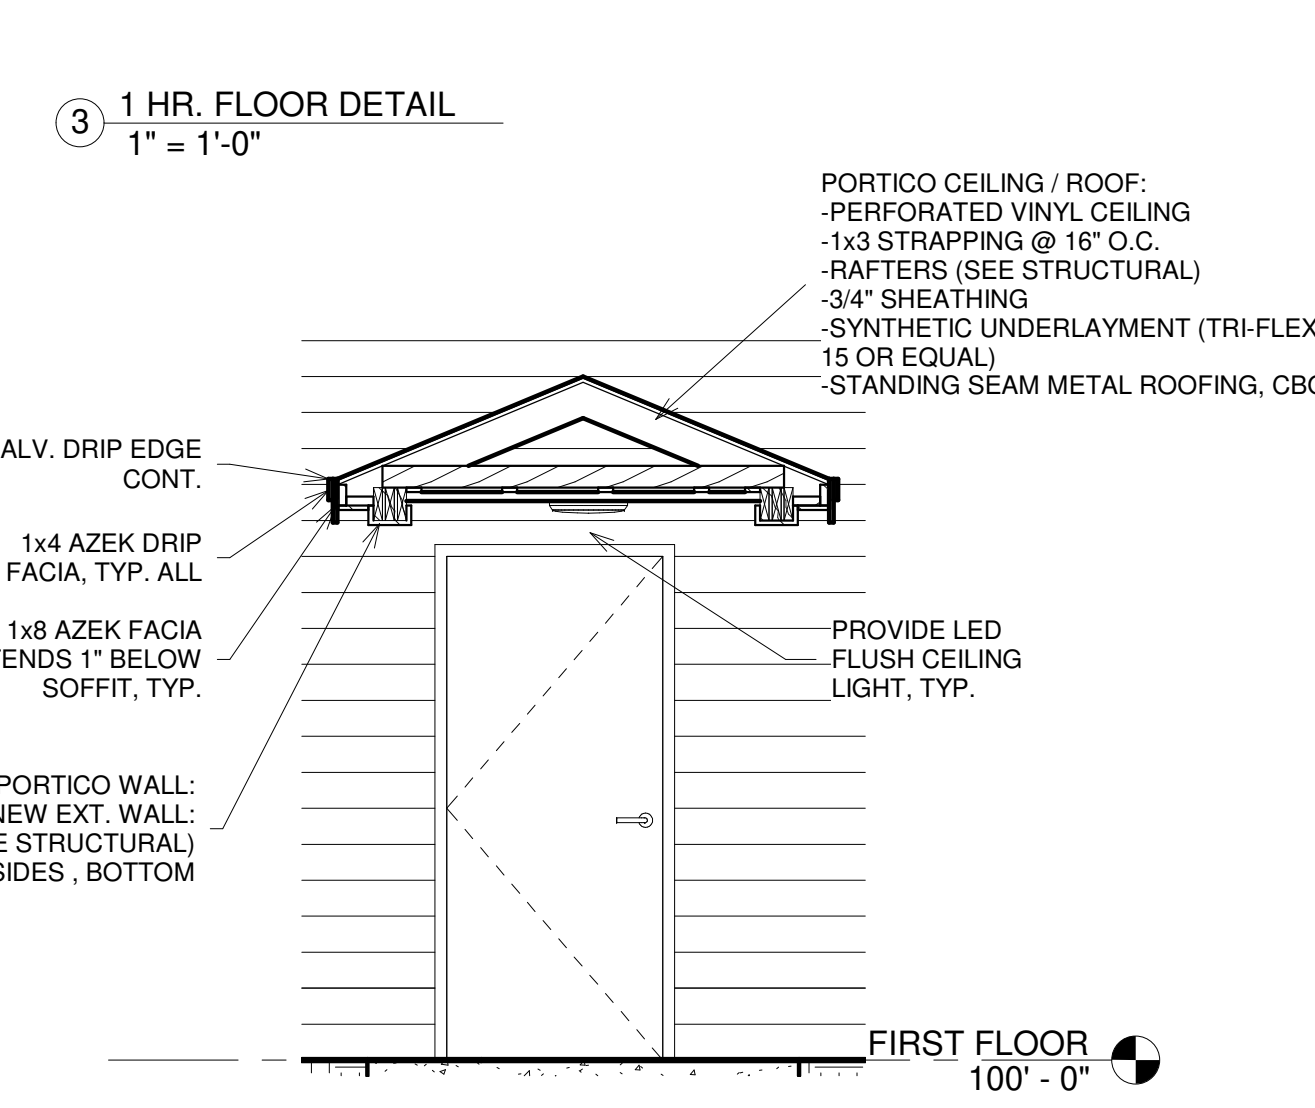 3
1 HR. FLOOR DETAIL
1" = 1'-0"
PORTICO CEILING / ROOF:
-PERFORATED VINYL CEILING
-1x3 STRAPPING @ 16" O.C.
-RAFTERS (SEE STRUCTURAL)
-3/4" SHEATHING
-SYNTHETIC UNDERLAYMENT (TRI-FLEX
15 OR EQUAL)
-STANDING SEAM METAL ROOFING, CBO
ALV. DRIP EDGE
CONT.
1x4 AZEK DRIP
FACIA, TYP. ALL
1x8 AZEK FACIA
TENDS 1" BELOW
SOFFIT, TYP.
PROVIDE LED
FLUSH CEILING
LIGHT, TYP.
PORTICO WALL:
NEW EXT. WALL:
E STRUCTURAL)
SIDES , BOTTOM
FIRST FLOOR
100' - 0"